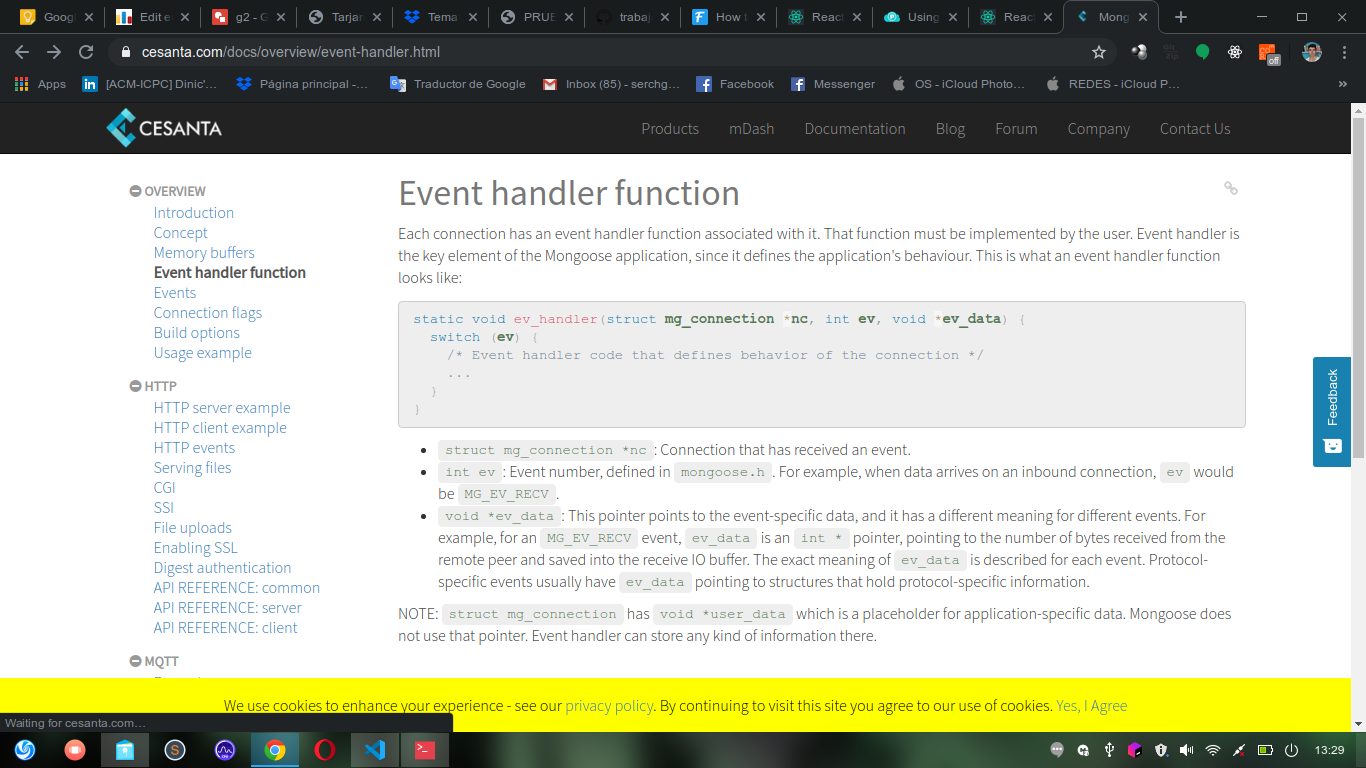 Googl
Edit e
g2 - G
Tarjan
Tema
PRUE
trabaj
How t
React
Using
React
Mong
cesanta.com/docs/overview/event-handler.html
off
Apps
[ACM-ICPC] Dinic'...
Página principal -...
Traductor de Google
Inbox (85) - serchg...
Facebook
Messenger
OS - iCloud Photo...
REDES - iCloud P...
»
CESANTA
Products
mDash
Documentation
Blog
Forum
Company
Contact Us
OVERVIEW
Introduction
Concept
Memory buffers
Event handler function
Events
Connection flags
Build options
Usage example
HTTP
HTTP server example
HTTP client example
HTTP events
Serving files
CGI
SSI
File uploads
Enabling SSL
Digest authentication
API REFERENCE: common
API REFERENCE: server
API REFERENCE: client
MQTT
Event handler function
Each connection has an event handler function associated with it. That function must be implemented by the user. Event handler is
the key element of the Mongoose application, since it defines the application's behaviour. This is what an event handler function
looks like:
static void ev_handler(struct mg_connection *nc, int ev, void *ev_data) {
switch (ev) {
/* Event handler code that defines behavior of the connection */
...
}
}
• struct mg_connection *nc : Connection that has received an event.
• int ev : Event number, defined in mongoose.h . For example, when data arrives on an inbound connection, ev would
be MG_EV_RECV .
• void *ev_data : This pointer points to the event-specific data, and it has a different meaning for different events. For
example, for an MG_EV_RECV event, ev_data is an int * pointer, pointing to the number of bytes received from the
remote peer and saved into the receive IO buffer. The exact meaning of ev_data is described for each event. Protocol-
specific events usually have ev_data pointing to structures that hold protocol-specific information.
NOTE: struct mg_connection has void *user_data which is a placeholder for application-specific data. Mongoose does
not use that pointer. Event handler can store any kind of information there.
Feedback
We use cookies to enhance your experience - see our privacy policy. By continuing to visit this site you agree to our use of cookies. Yes, I Agree
Waiting for cesanta.com...
13:29